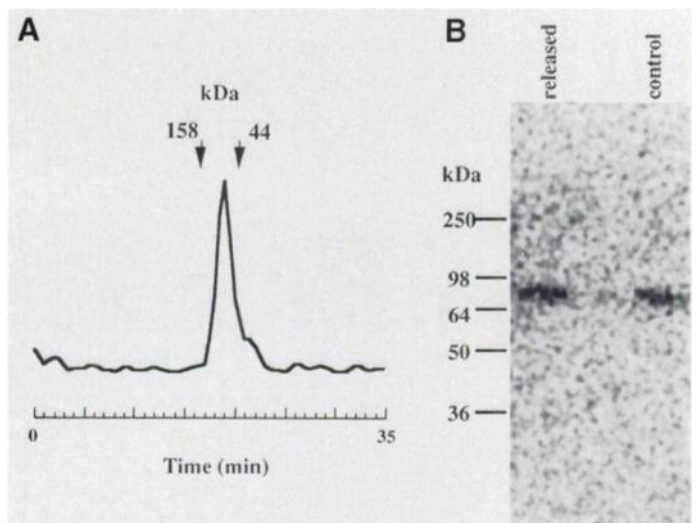 A
kDa
158 44
0 35
Time (min)
B
released
control
kDa
250
98
64
50
36